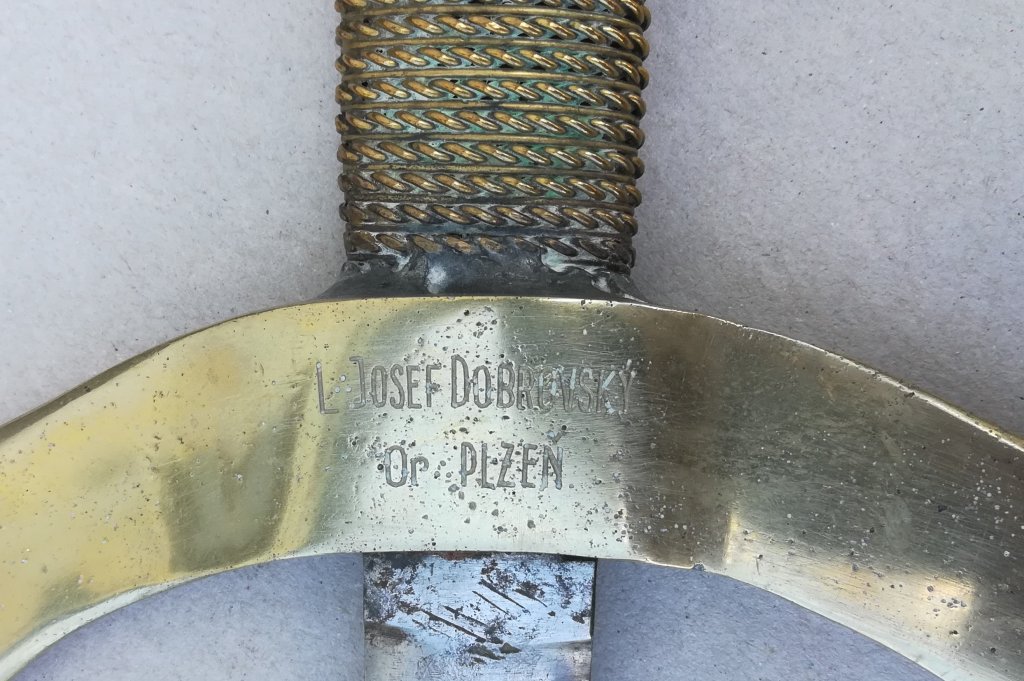 L. JOSEF DOBROVSKÝ
Or PLZEŇ.